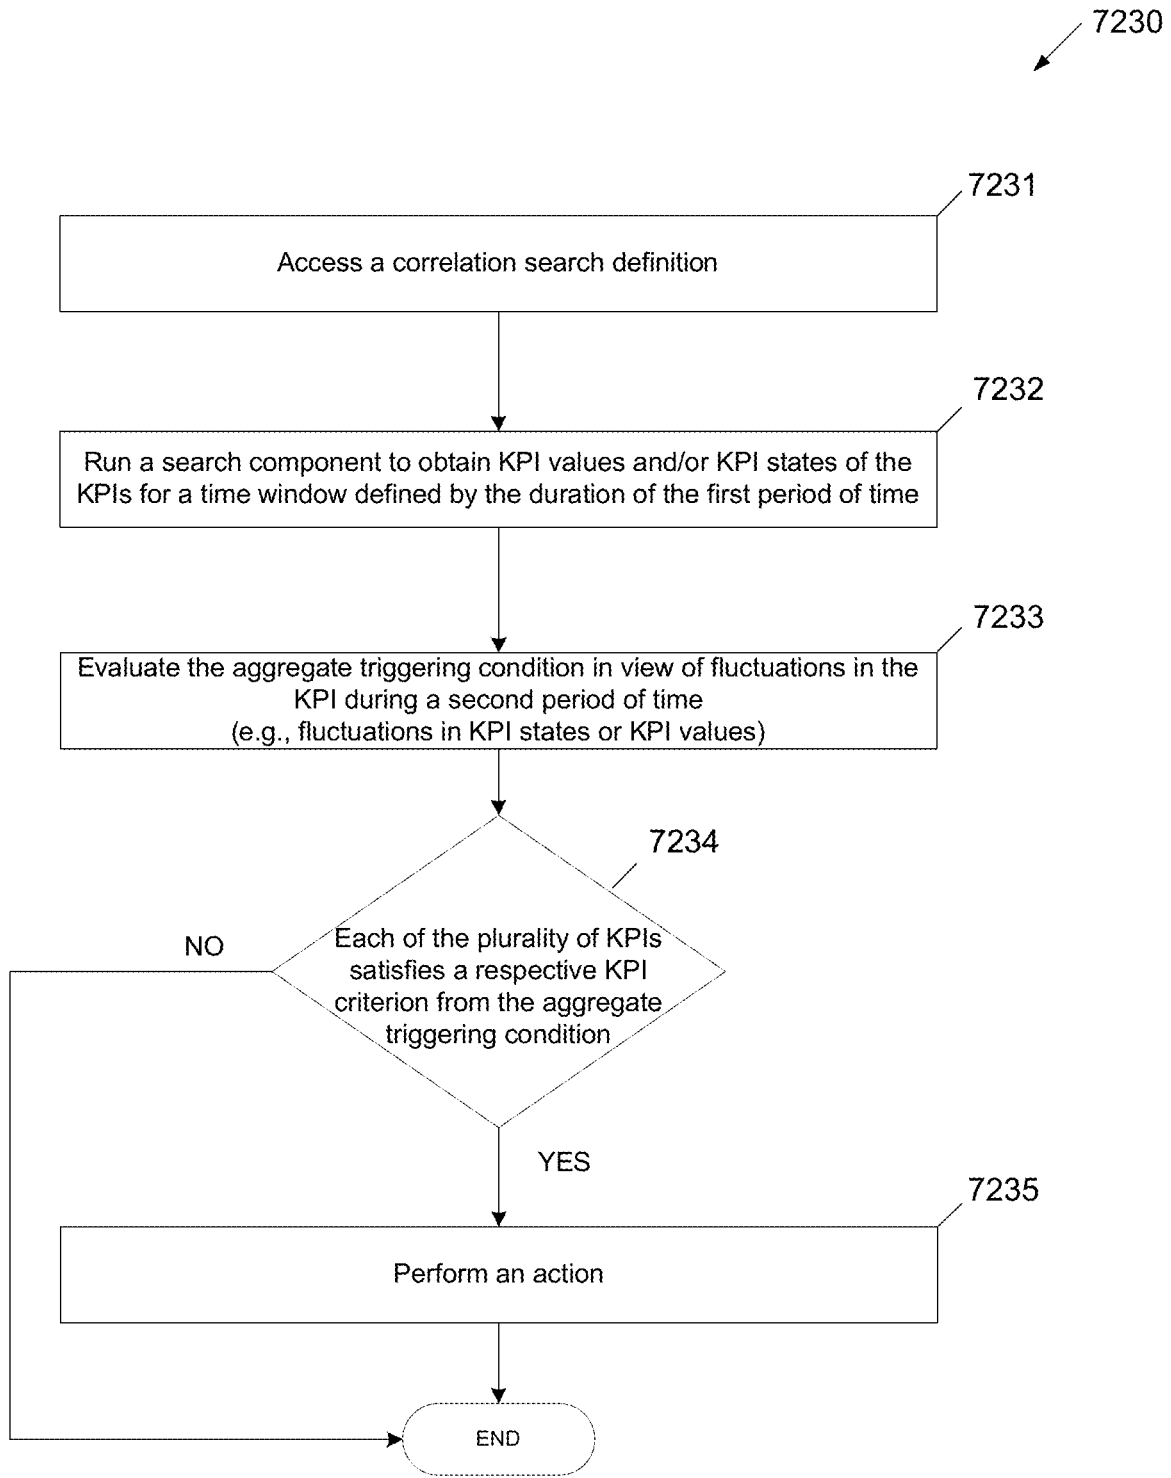 7230
7231
Access a correlation search definition
7232
Run a search component to obtain KPI values and/or KPI states of the
KPIs for a time window defined by the duration of the first period of time
7233
Evaluate the aggregate triggering condition in view of fluctuations in the
KPI during a second period of time
(e.g., fluctuations in KPI states or KPI values)
7234
NO
Each of the plurality of KPIs
satisfies a respective KPI
criterion from the aggregate
triggering condition
YES
7235
Perform an action
END